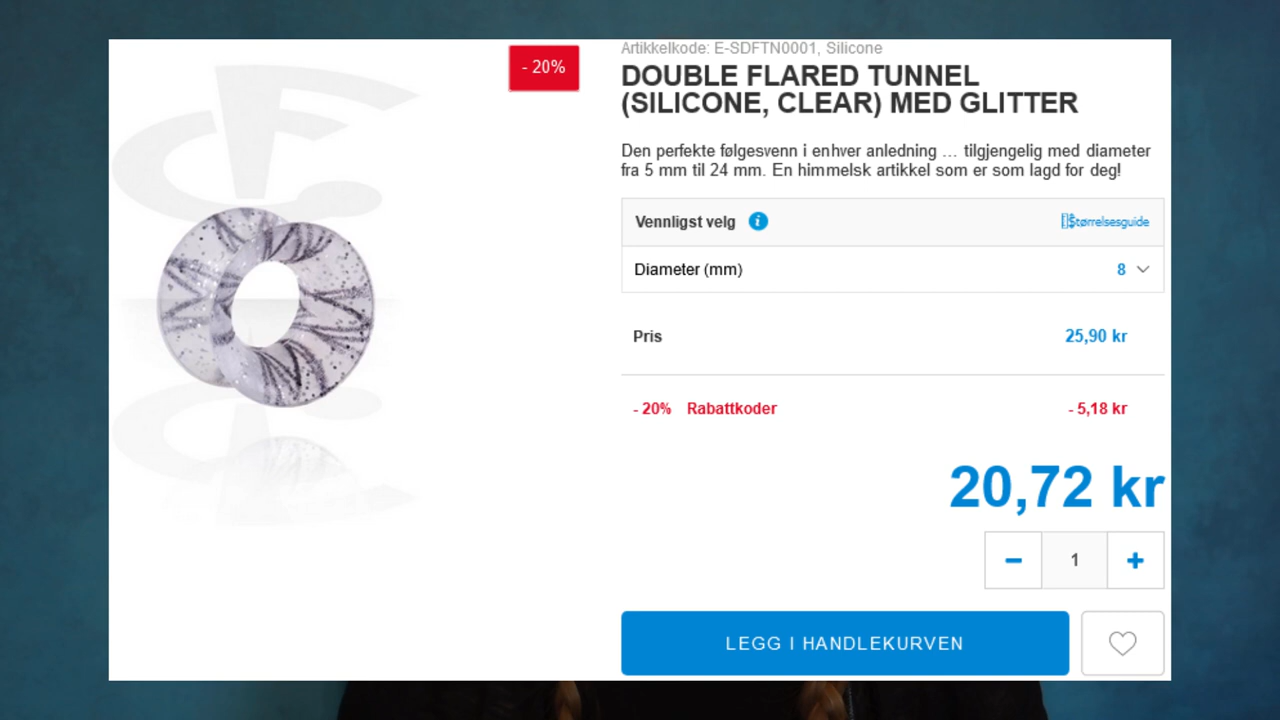 - 20%
Artikkelkode: E-SDFTN0001, Silicone
DOUBLE FLARED TUNNEL
(SILICONE, CLEAR) MED GLITTER
Den perfekte følgesvenn i enhver anledning ... tilgjengelig med diameter
fra 5 mm til 24 mm. En himmelsk artikkel som er som lagd for deg!
Vennligst velg
Størrelsesguide
Diameter (mm) 8
Pris 25,90 kr
- 20% Rabattkoder - 5,18 kr
20,72 kr
− 1 +
LEGG I HANDLEKURVEN